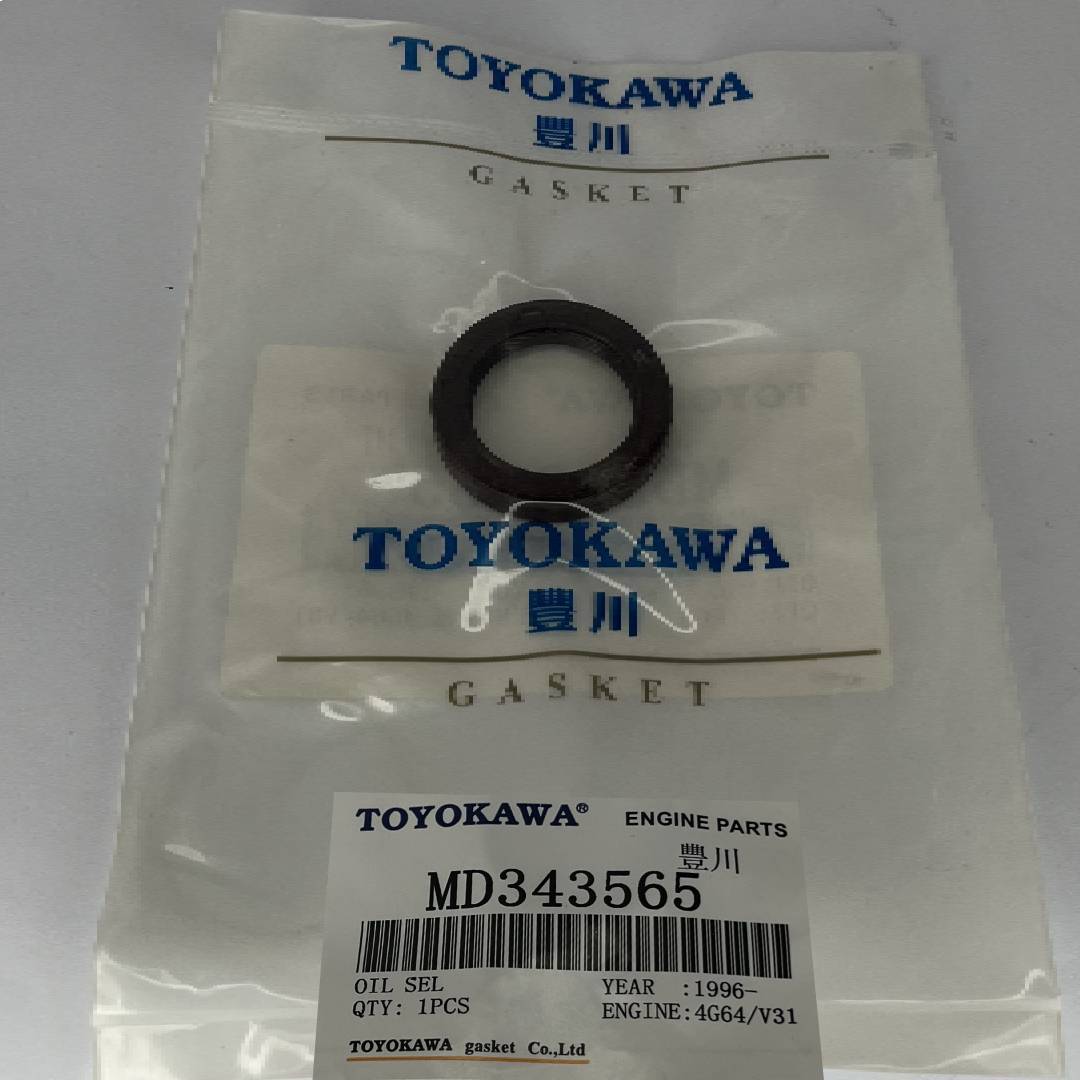 TOYOKAWA
豐川
GASKET
TOYOKAWA
豐川
GASKET
TOYOKAWA® ENGINE PARTS
豐川
MD343565
OIL SEL YEAR :1996-
QTY: 1PCS ENGINE:4G64/V31
TOYOKAWA gasket Co.,Ltd